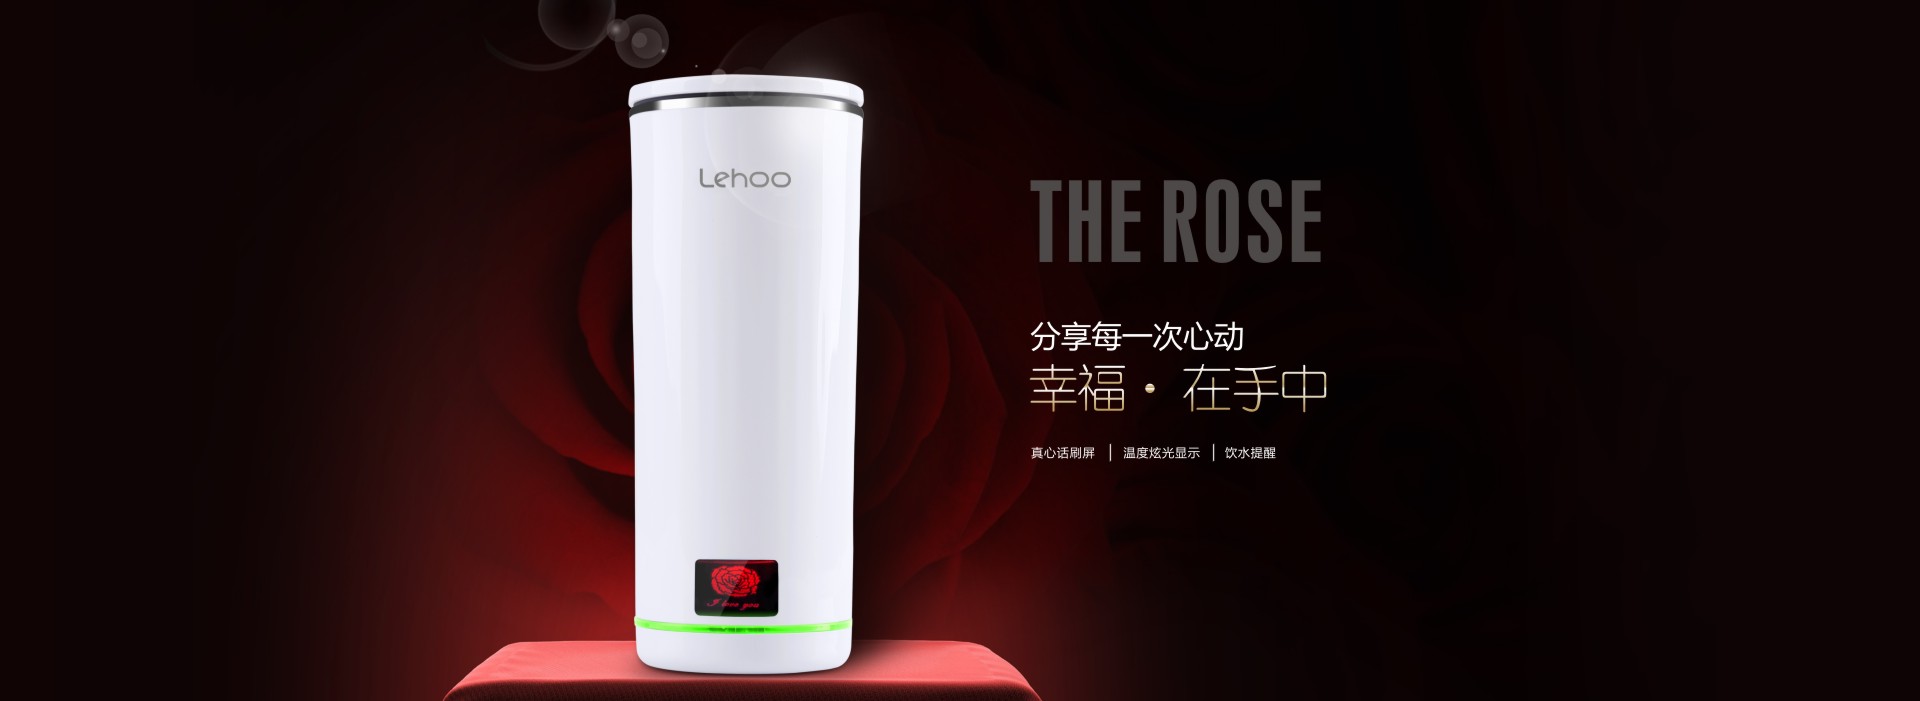 Lehoo
THE ROSE
分享每一次心动
幸福·在手中
真心话刷屏 | 温度炫光显示 | 饮水提醒
I love you